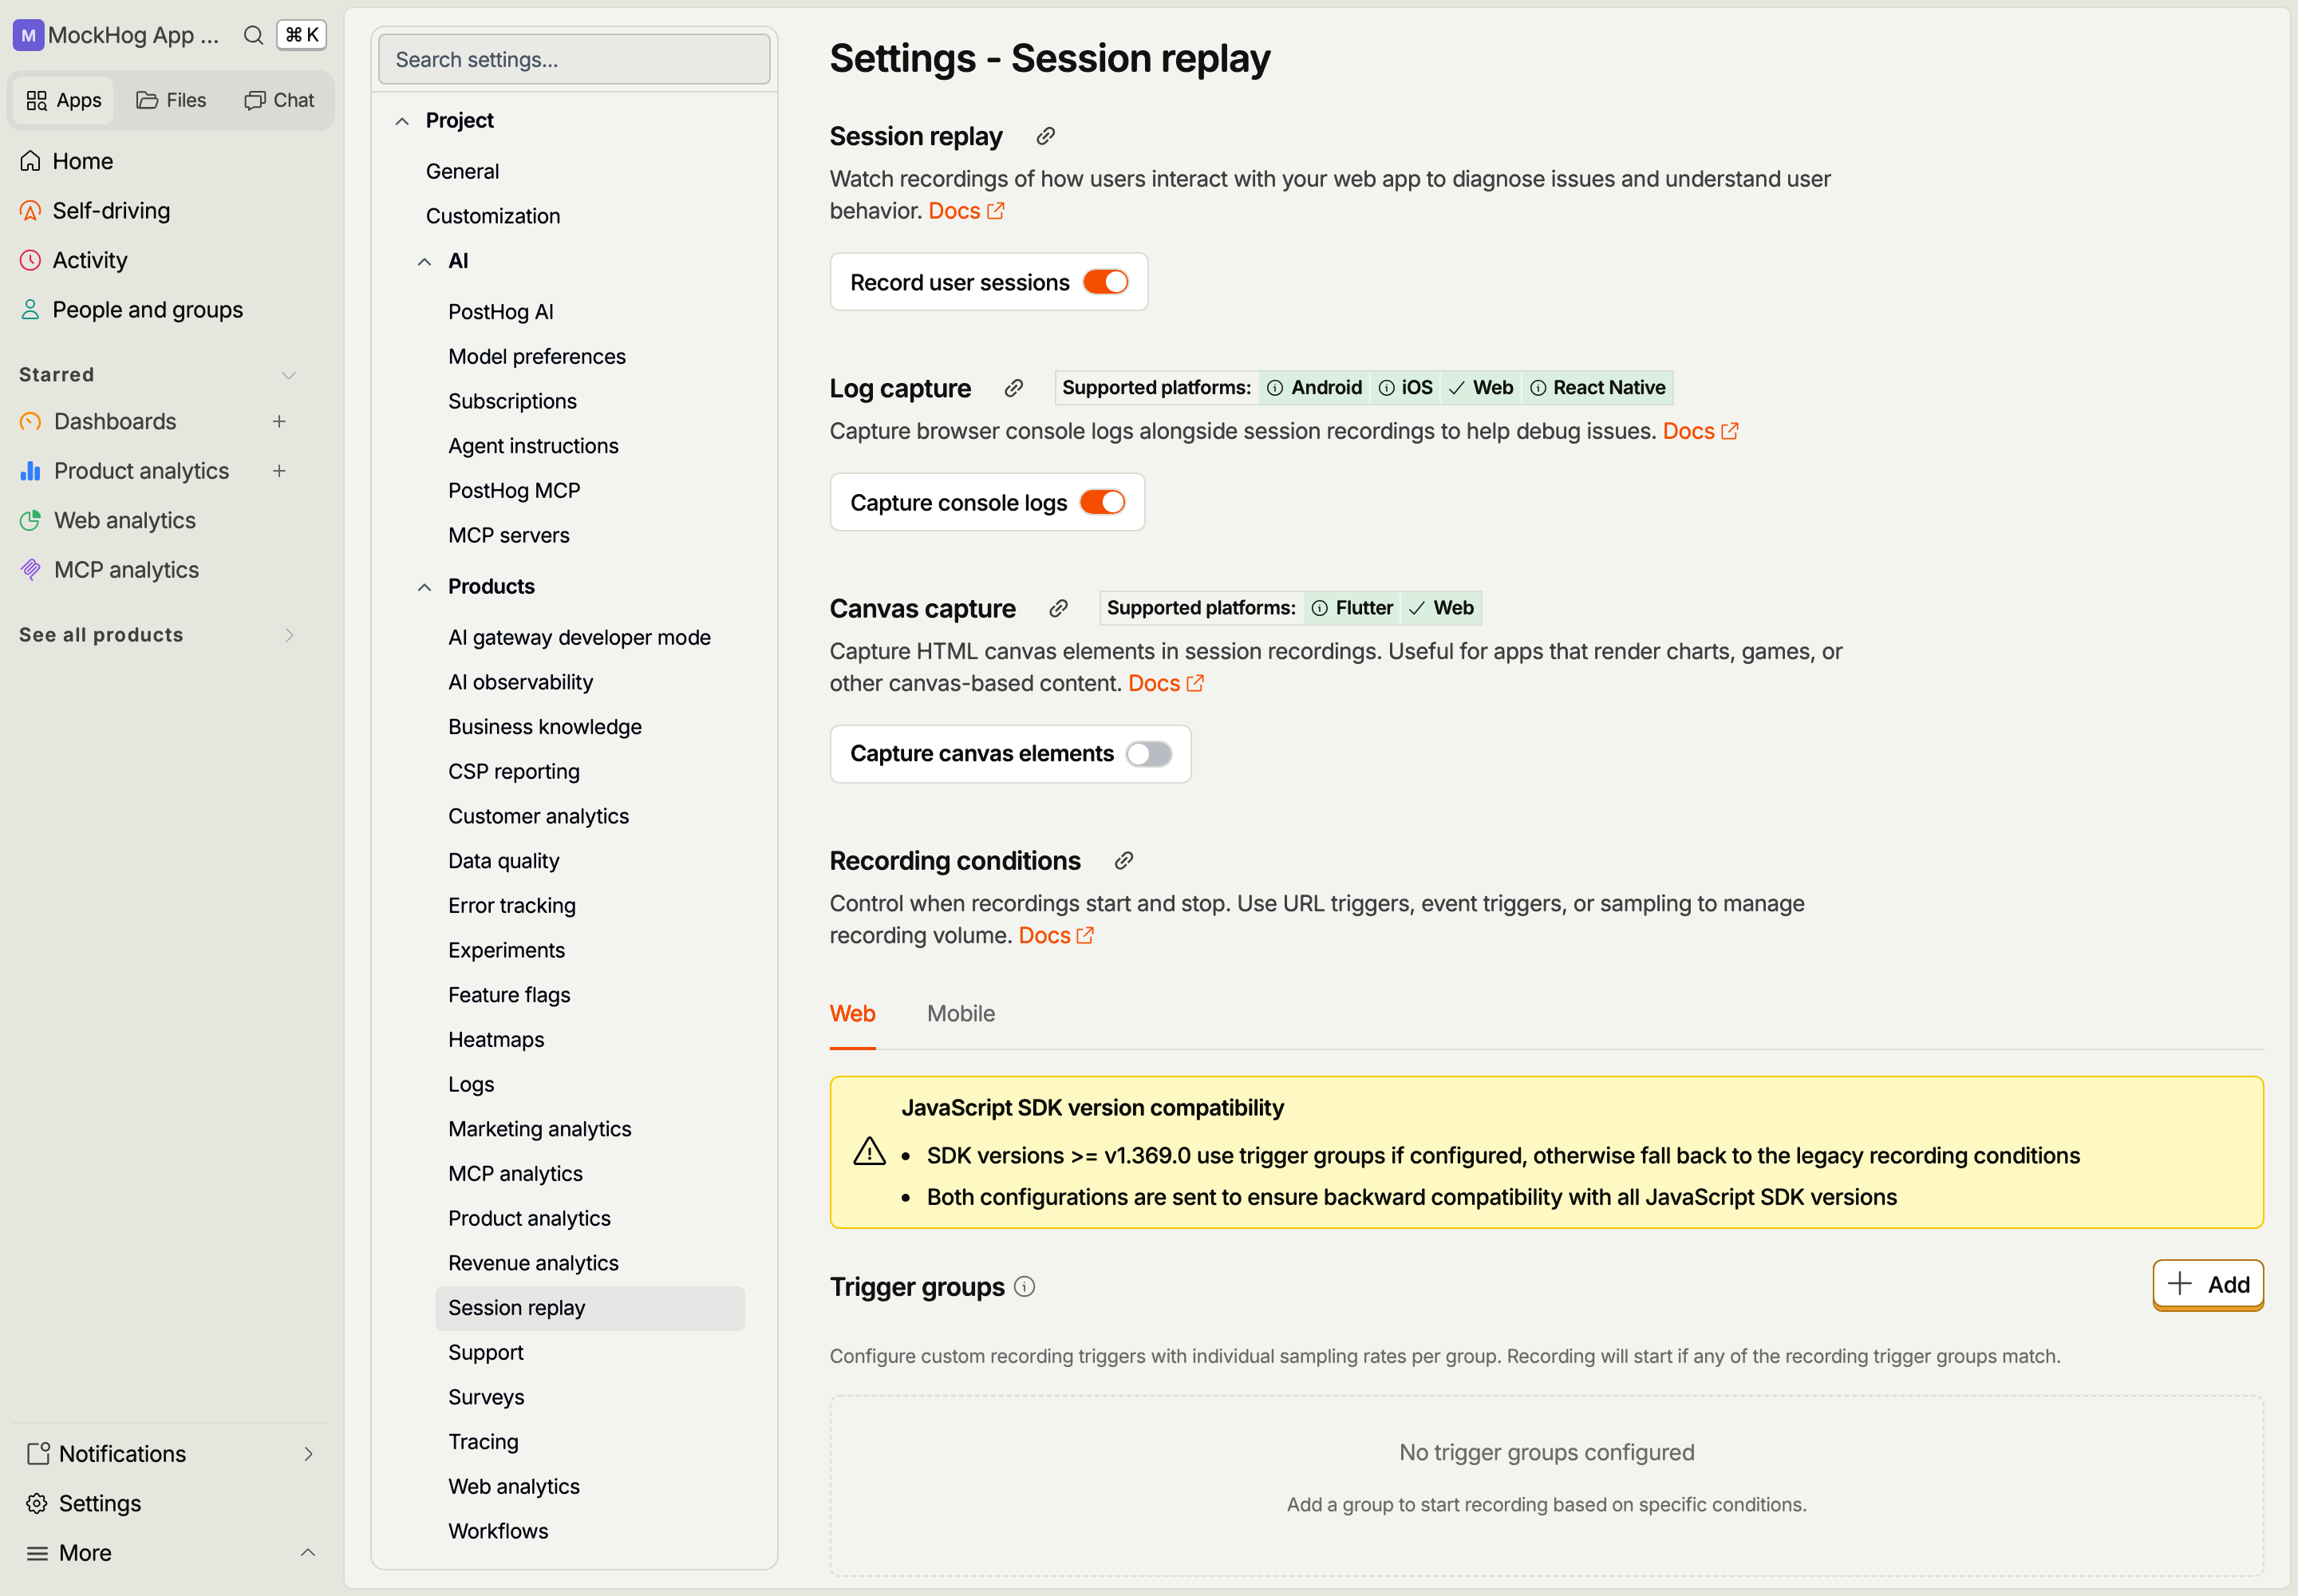 M MockHog App ... ⌘ K
Apps Files Chat
Home
Self-driving
Activity
People and groups
Starred
Dashboards
Product analytics
Web analytics
MCP analytics
See all products
Notifications
Settings
More
Search settings...
Project
General
Customization
AI
PostHog AI
Model preferences
Subscriptions
Agent instructions
PostHog MCP
MCP servers
Products
AI gateway developer mode
AI observability
Business knowledge
CSP reporting
Customer analytics
Data quality
Error tracking
Experiments
Feature flags
Heatmaps
Logs
Marketing analytics
MCP analytics
Product analytics
Revenue analytics
Session replay
Support
Surveys
Tracing
Web analytics
Workflows
Settings - Session replay
Session replay
Watch recordings of how users interact with your web app to diagnose issues and understand user
behavior. Docs
Record user sessions
Log capture Supported platforms: Android iOS Web React Native
Capture browser console logs alongside session recordings to help debug issues. Docs
Capture console logs
Canvas capture Supported platforms: Flutter Web
Capture HTML canvas elements in session recordings. Useful for apps that render charts, games, or
other canvas-based content. Docs
Capture canvas elements
Recording conditions
Control when recordings start and stop. Use URL triggers, event triggers, or sampling to manage
recording volume. Docs
Web Mobile
JavaScript SDK version compatibility
• SDK versions >= v1.369.0 use trigger groups if configured, otherwise fall back to the legacy recording conditions
• Both configurations are sent to ensure backward compatibility with all JavaScript SDK versions
Trigger groups
Add
Configure custom recording triggers with individual sampling rates per group. Recording will start if any of the recording trigger groups match.
No trigger groups configured
Add a group to start recording based on specific conditions.